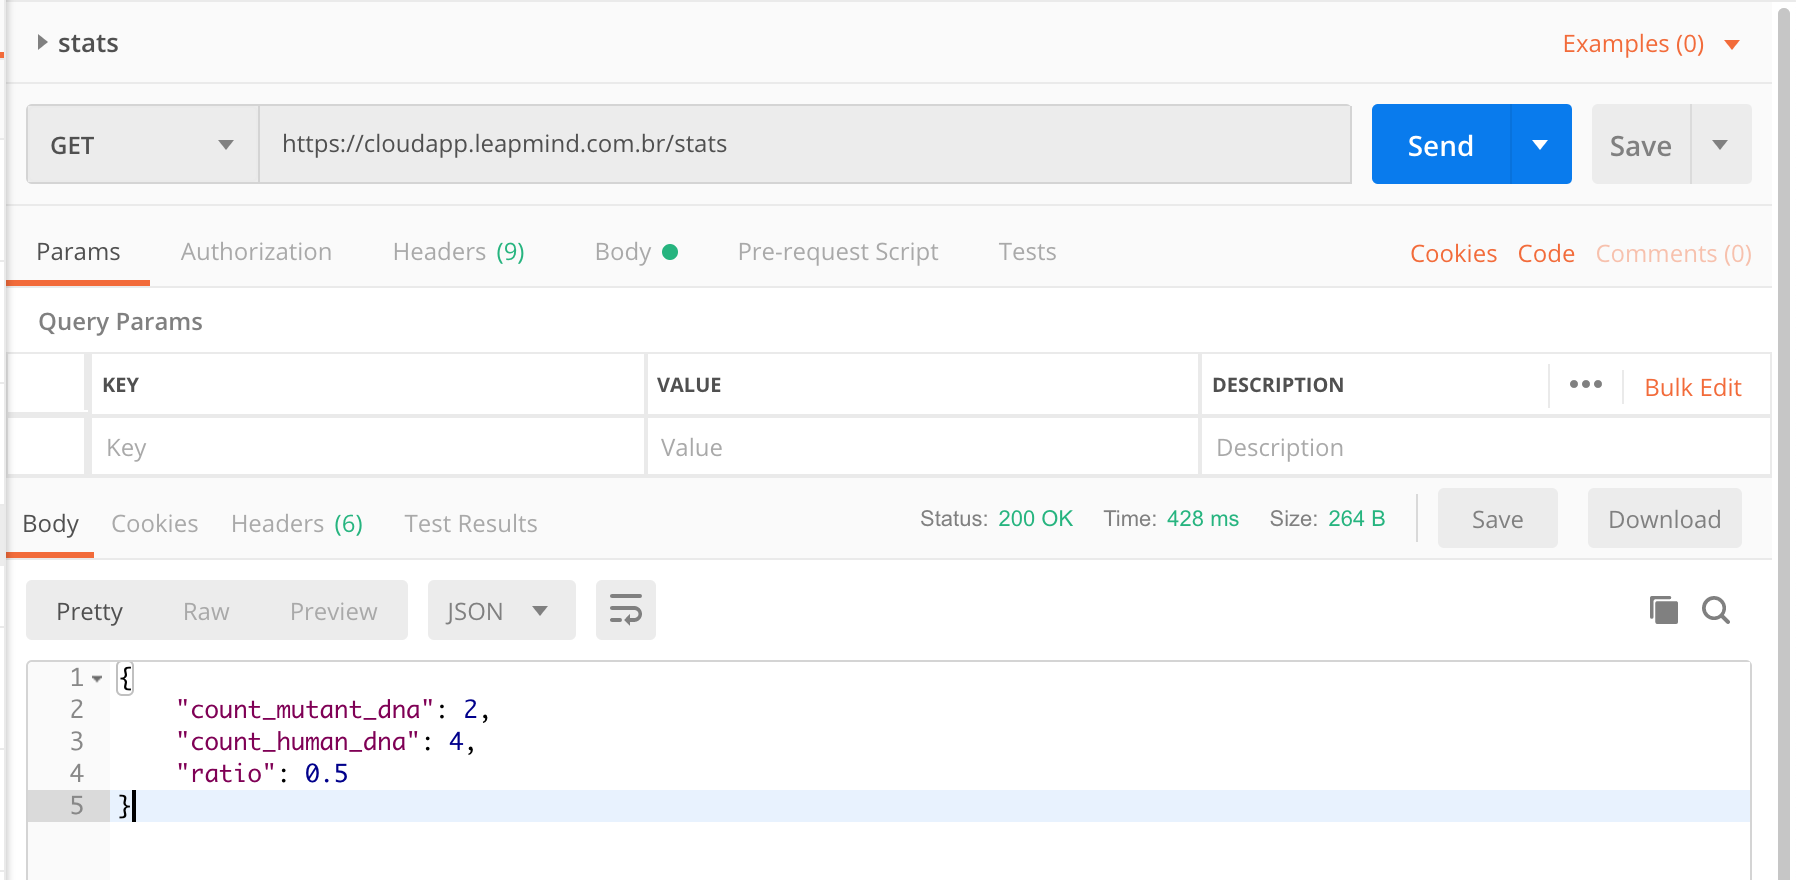 stats
Examples (0)
GET
https://cloudapp.leapmind.com.br/stats
Send
Save
Params Authorization Headers (9) Body Pre-request Script Tests
Cookies Code Comments (0)
Query Params
KEY VALUE DESCRIPTION ••• Bulk Edit
Key Value Description
Body Cookies Headers (6) Test Results
Status: 200 OK Time: 428 ms Size: 264 B
Save Download
Pretty Raw Preview JSON
1 {
2 "count_mutant_dna": 2,
3 "count_human_dna": 4,
4 "ratio": 0.5
5 }